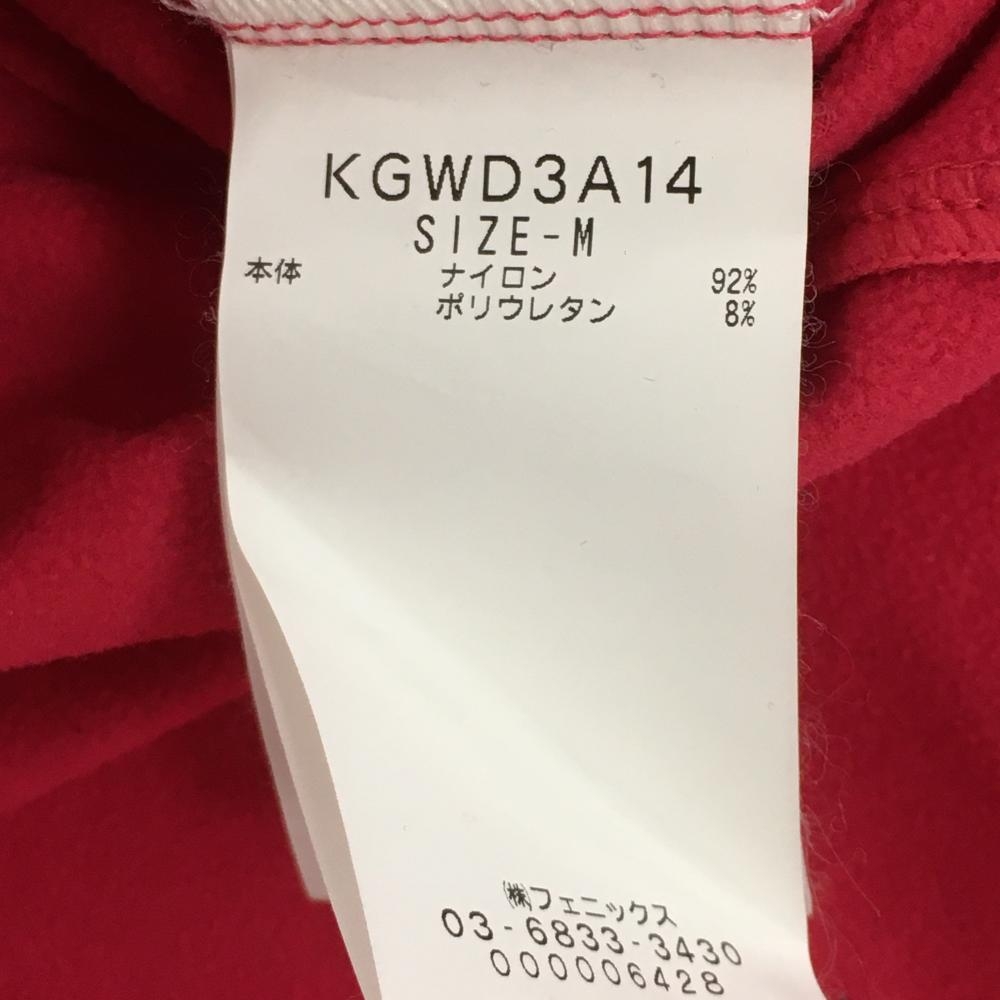 KGWD3A14
SIZE-M
本体 ナイロン 92%
ポリウレタン 8%
㈱フェニックス
03-6833-3430
000006428